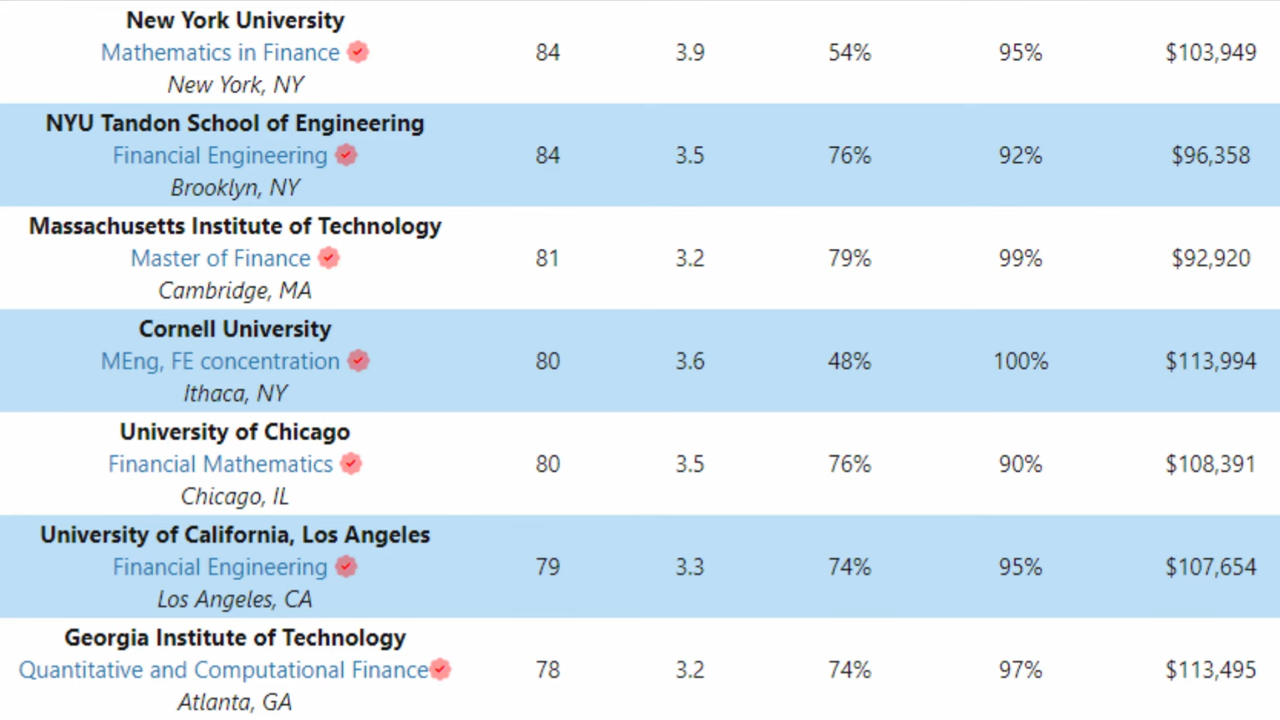 New York University
Mathematics in Finance 84 3.9 54% 95% $103,949
New York, NY
NYU Tandon School of Engineering
Financial Engineering 84 3.5 76% 92% $96,358
Brooklyn, NY
Massachusetts Institute of Technology
Master of Finance 81 3.2 79% 99% $92,920
Cambridge, MA
Cornell University
MEng, FE concentration 80 3.6 48% 100% $113,994
Ithaca, NY
University of Chicago
Financial Mathematics 80 3.5 76% 90% $108,391
Chicago, IL
University of California, Los Angeles
Financial Engineering 79 3.3 74% 95% $107,654
Los Angeles, CA
Georgia Institute of Technology
Quantitative and Computational Finance 78 3.2 74% 97% $113,495
Atlanta, GA